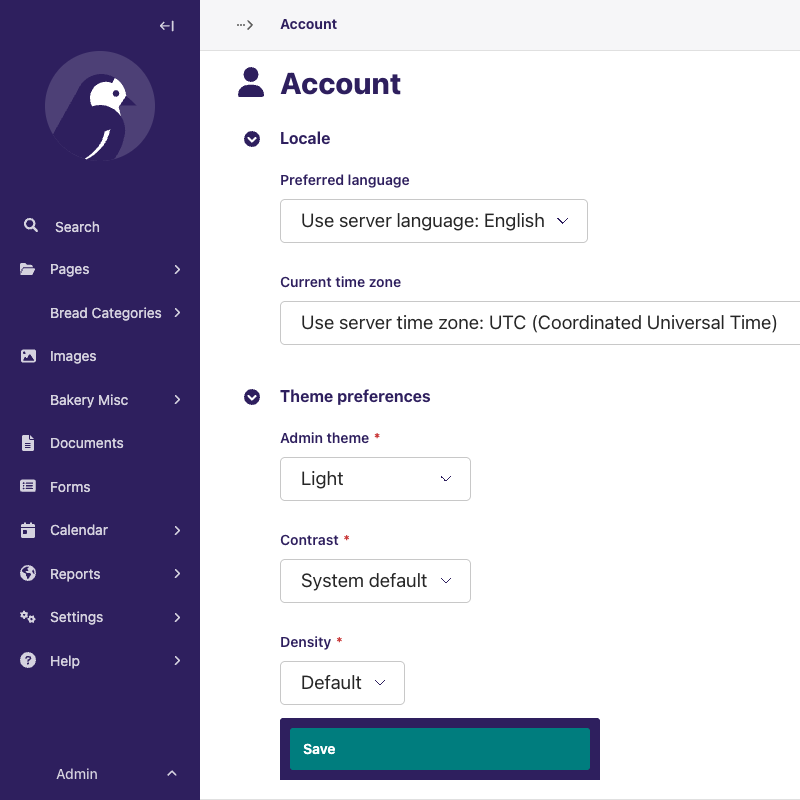 Account
Account
Locale
Preferred language
Use server language: English
Current time zone
Use server time zone: UTC (Coordinated Universal Time)
Theme preferences
Admin theme *
Light
Contrast *
System default
Density *
Default
Save
Search
Pages
Bread Categories
Images
Bakery Misc
Documents
Forms
Calendar
Reports
Settings
Help
Admin